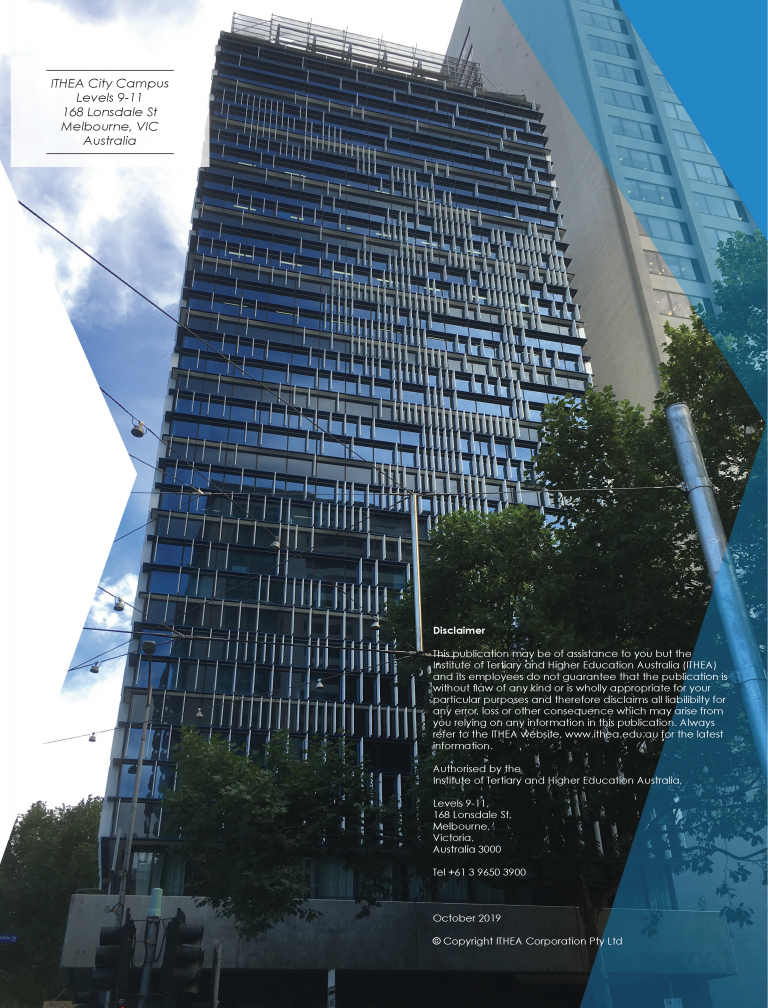 ITHEA City Campus
Levels 9-11
168 Lonsdale St
Melbourne, VIC
Australia
Disclaimer
This publication may be of assistance to you but the
Institute of Tertiary and Higher Education Australia (ITHEA)
and its employees do not guarantee that the publication is
without flaw of any kind or is wholly appropriate for your
particular purposes and therefore disclaims all liabilibilty for
any error, loss or other consequence which may arise from
you relying on any information in this publication. Always
refer to the ITHEA website, www.ithea.edu.au for the latest
information.
Authorised by the
Institute of Tertiary and Higher Education Australia.
Levels 9-11,
168 Lonsdale St,
Melbourne,
Victoria,
Australia 3000
Tel +61 3 9650 3900
October 2019
© Copyright ITHEA Corporation Pty Ltd